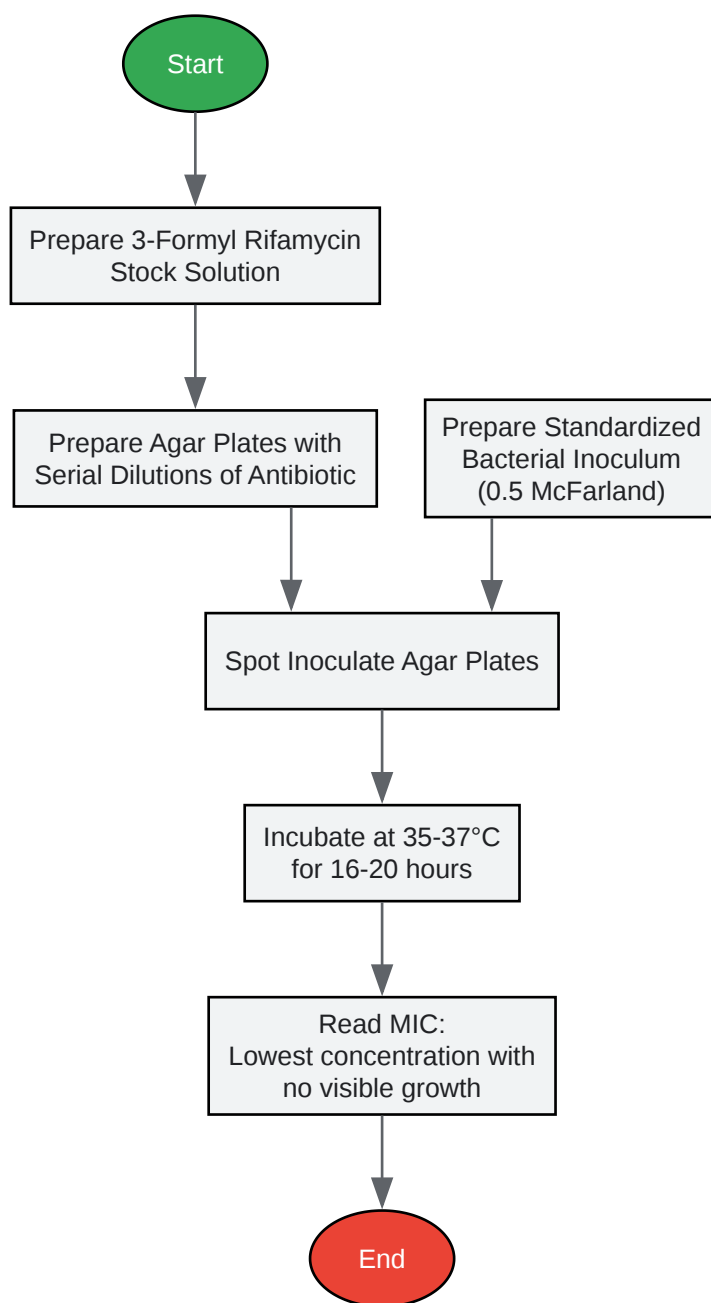 Start
Prepare 3-Formyl Rifamycin
Stock Solution
Prepare Agar Plates with
Serial Dilutions of Antibiotic
Prepare Standardized
Bacterial Inoculum
(0.5 McFarland)
Spot Inoculate Agar Plates
Incubate at 35-37°C
for 16-20 hours
Read MIC:
Lowest concentration with
no visible growth
End